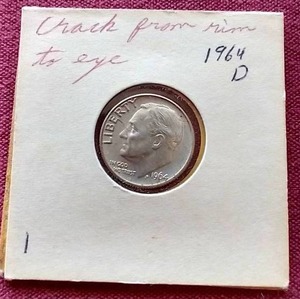 Crack from rim
to eye
1964
D
LIBERTY
IN GOD
WE TRUST
1964
1